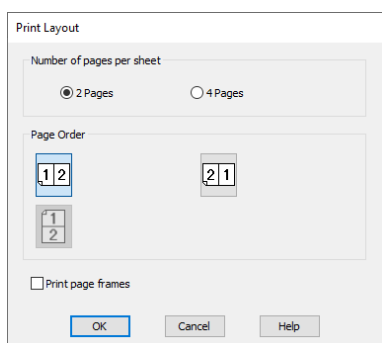 Print Layout
Number of pages per sheet
2 Pages 4 Pages
Page Order
1 2 2 1
1
2
Print page frames
OK Cancel Help